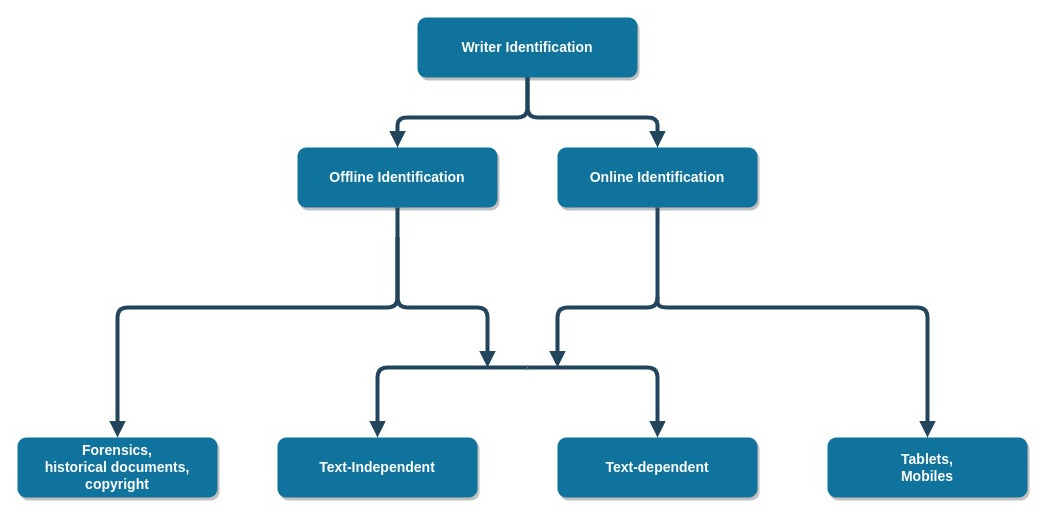 Writer Identification
Offline Identification
Online Identification
Forensics,
historical documents,
copyright
Text-Independent
Text-dependent
Tablets,
Mobiles